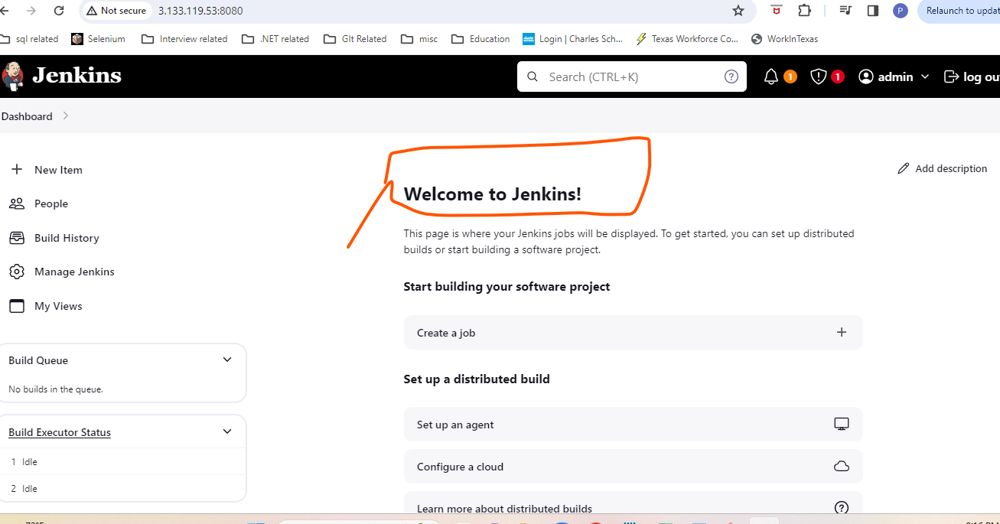 Not secure 3.133.119.53:8080 P Relaunch to updat
sql related Selenium Interview related .NET related GIt Related misc Education Login | Charles Sch... Texas Workforce Co... WorkInTexas
Jenkins Search (CTRL+K) ? 1 1 admin log ou
Dashboard
New Item
People
Build History
Manage Jenkins
My Views
Build Queue
No builds in the queue.
Build Executor Status
1 Idle
2 Idle
Add description
Welcome to Jenkins!
This page is where your Jenkins jobs will be displayed. To get started, you can set up distributed
builds or start building a software project.
Start building your software project
Create a job
Set up a distributed build
Set up an agent
Configure a cloud
Learn more about distributed builds